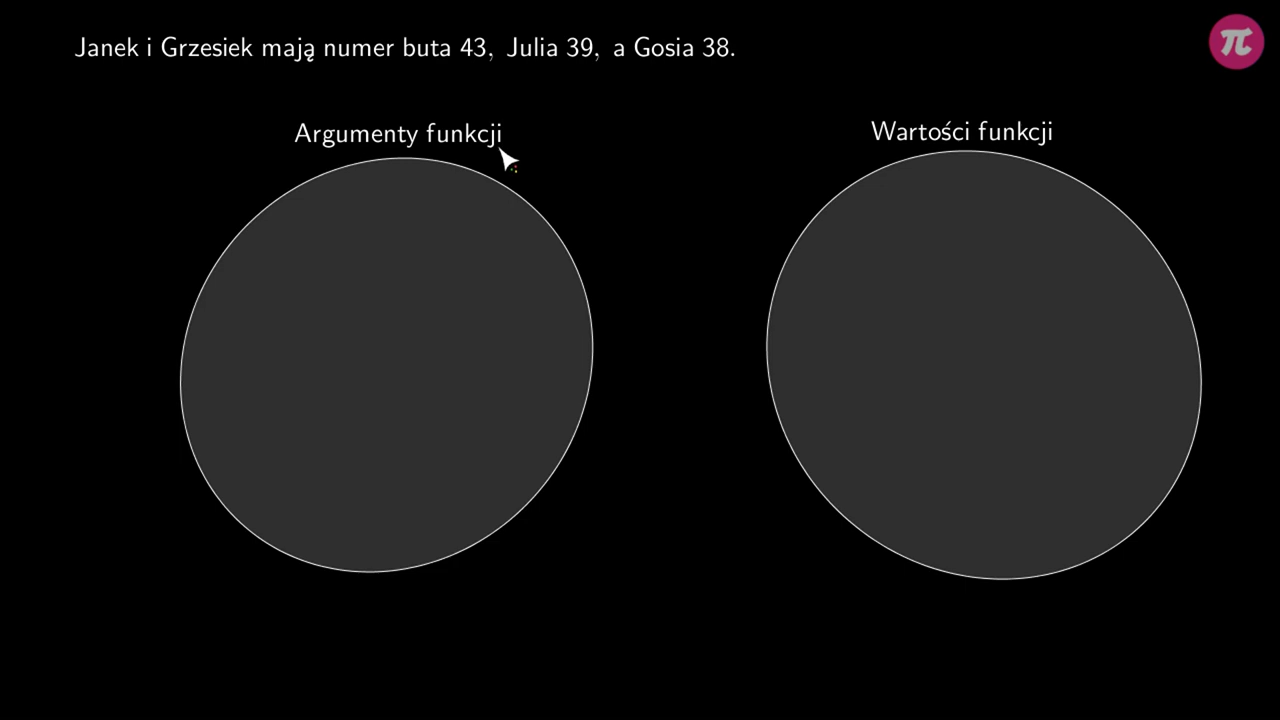 Janek i Grzesiek mają numer buta 43, Julia 39, a Gosia 38.
Argumenty funkcji
Wartości funkcji
π